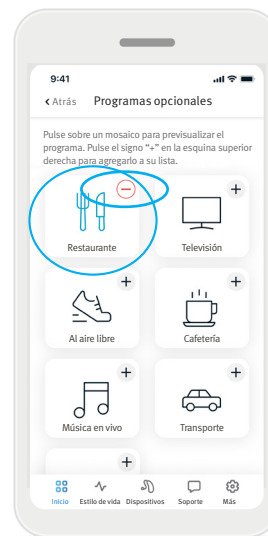 9:41
Atrás Programas opcionales
Pulse sobre un mosaico para previsualizar el
programa. Pulse el signo "+" en la esquina superior
derecha para agregarlo a su lista.
Restaurante Televisión
Al aire libre Cafetería
Música en vivo Transporte
Inicio Estilo de vida Dispositivos Soporte Más